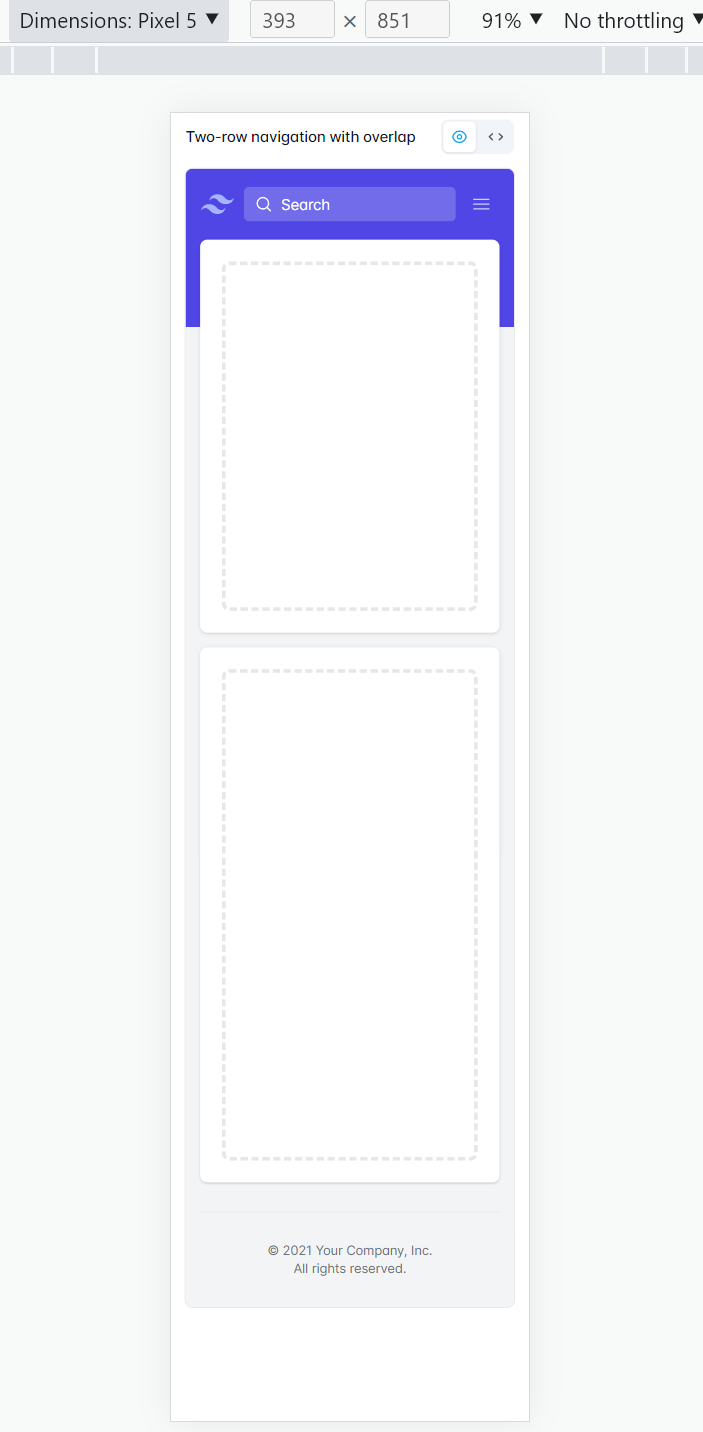 Dimensions: Pixel 5 393 × 851 91% No throttling
Two-row navigation with overlap
Search
© 2021 Your Company, Inc.
All rights reserved.